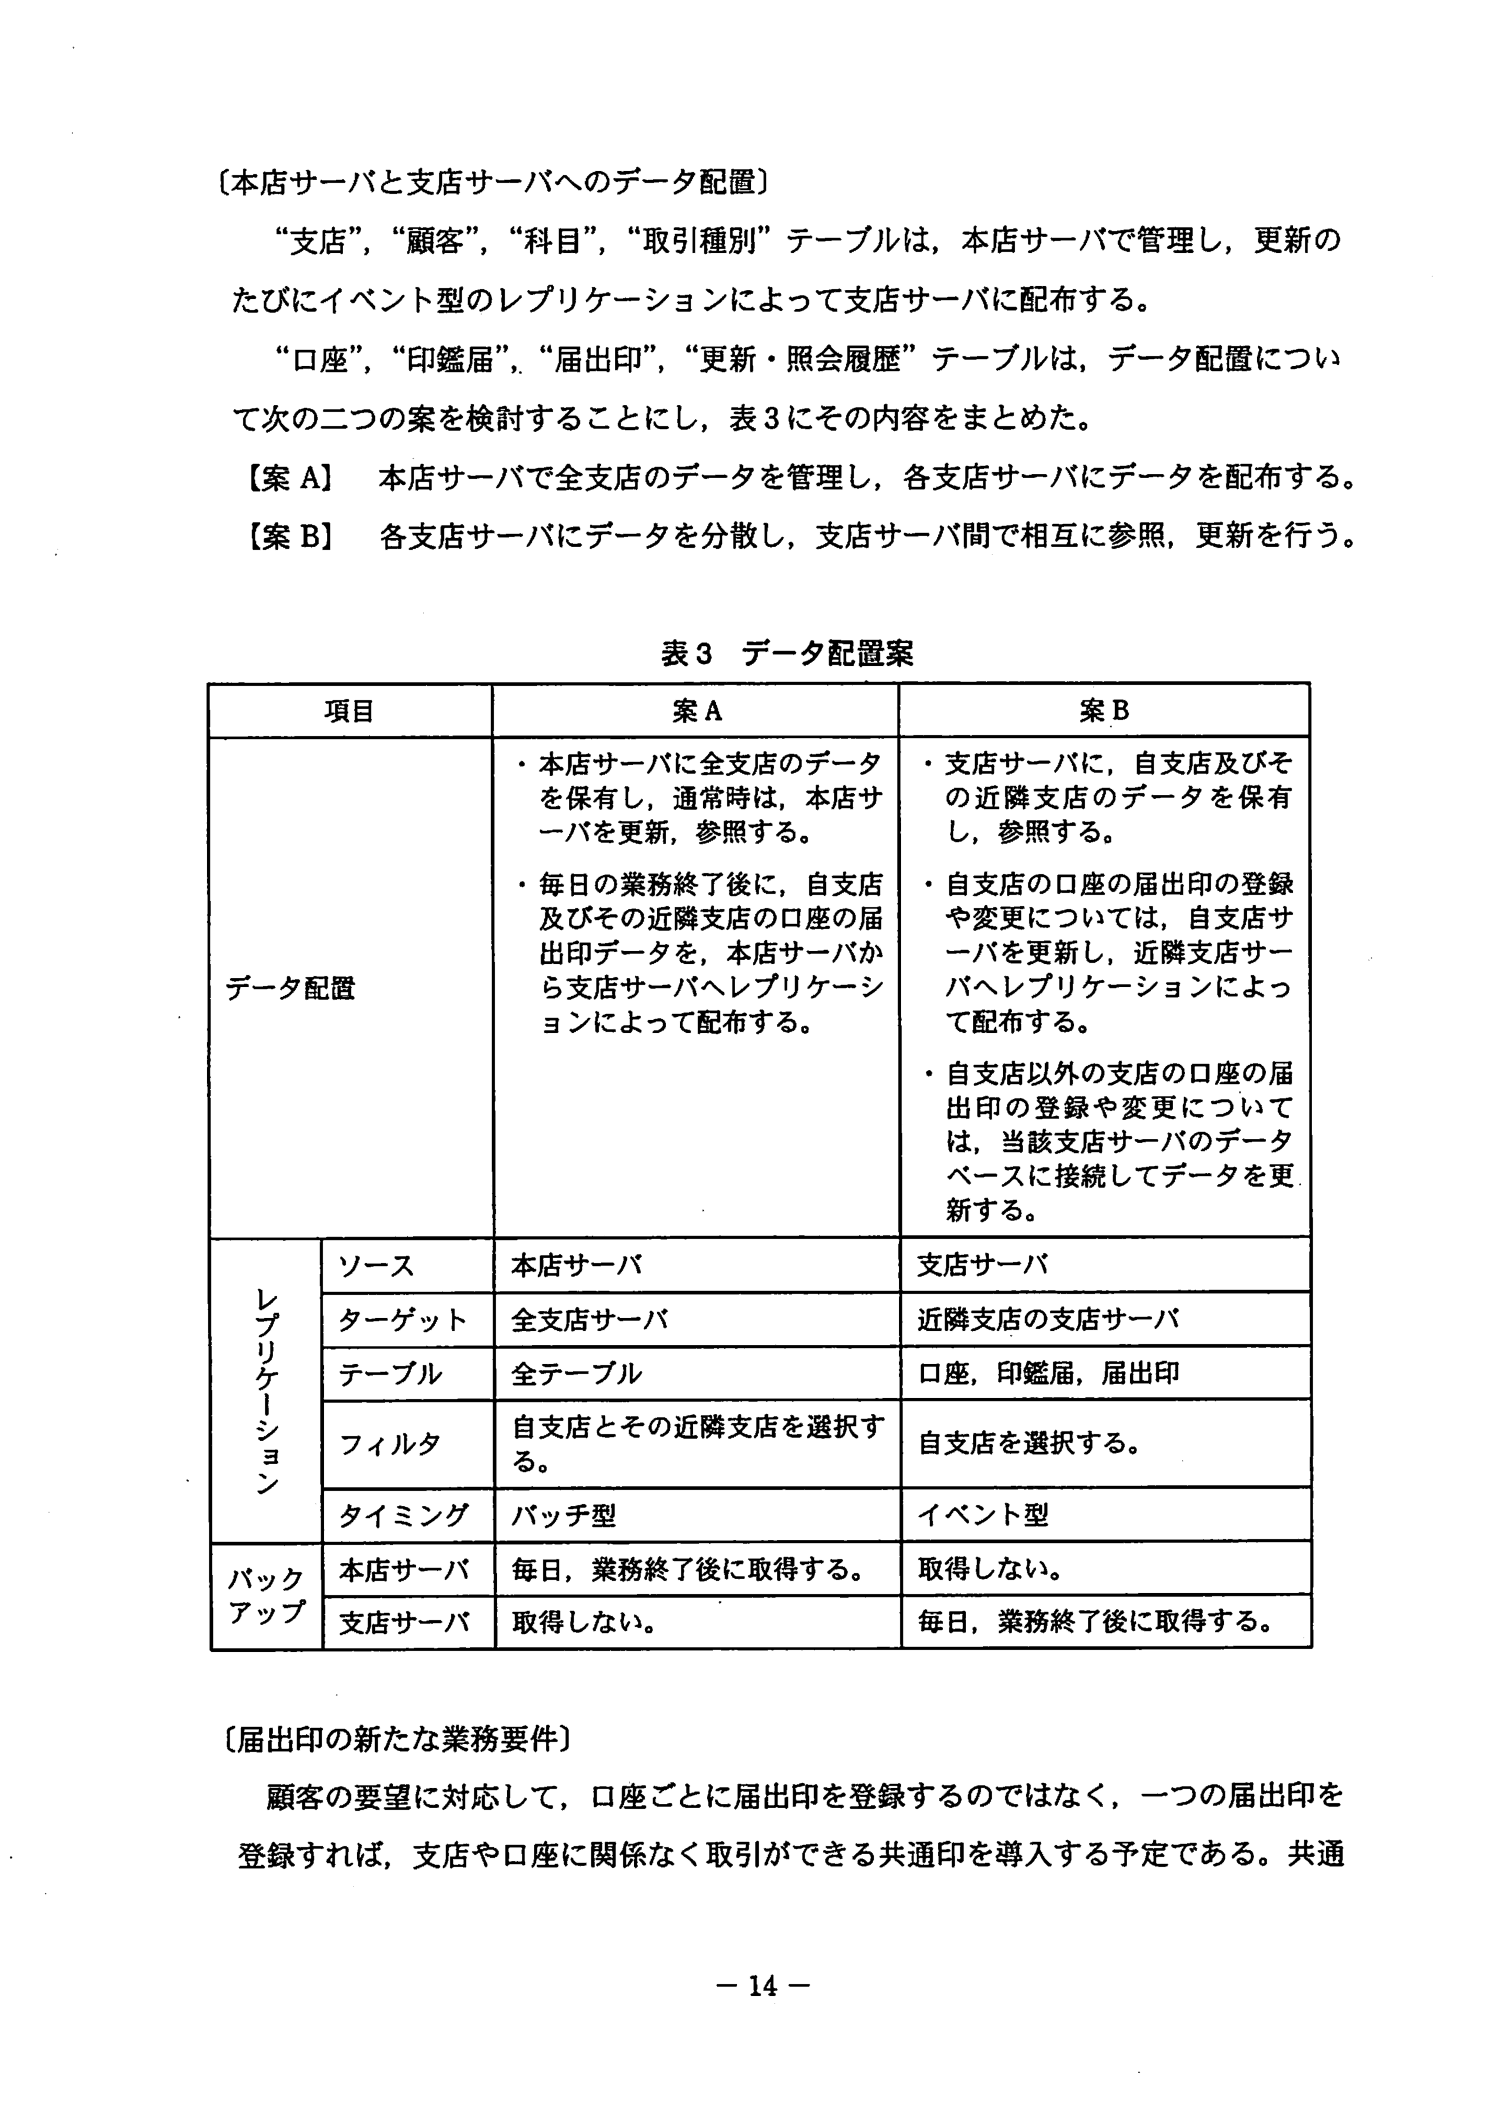 〔本店サーバと支店サーバへのデータ配置〕
“支店”，“顧客”，“科目”，“取引種別” テーブルは，本店サーバで管理し，更新の
たびにイベント型のレプリケーションによって支店サーバに配布する。
“口座”，“印鑑届”，“届出印”，“更新・照会履歴” テーブルは，データ配置につい
て次の二つの案を検討することにし，表３にその内容をまとめた。
【案 A】　本店サーバで全支店のデータを管理し，各支店サーバにデータを配布する。
【案 B】　各支店サーバにデータを分散し，支店サーバ間で相互に参照，更新を行う。
表３　データ配置案
項目
案 A
案 B
データ配置
・本店サーバに全支店のデータ
を保有し，通常時は，本店サ
ーバを更新，参照する。
・毎日の業務終了後に，自支店
及びその近隣支店の口座の届
出印データを，本店サーバか
ら支店サーバへレプリケーシ
ョンによって配布する。
・支店サーバに，自支店及びそ
の近隣支店のデータを保有
し，参照する。
・自支店の口座の届出印の登録
や変更については，自支店サ
ーバを更新し，近隣支店サー
バへレプリケーションによっ
て配布する。
・自支店以外の支店の口座の届
出印の登録や変更について
は，当該支店サーバのデータ
ベースに接続してデータを更
新する。
レプリケーション
ソース
本店サーバ
支店サーバ
ターゲット
全支店サーバ
近隣支店の支店サーバ
テーブル
全テーブル
口座，印鑑届，届出印
フィルタ
自支店とその近隣支店を選択す
る。
自支店を選択する。
タイミング
バッチ型
イベント型
バック
アップ
本店サーバ
毎日，業務終了後に取得する。
取得しない。
支店サーバ
取得しない。
毎日，業務終了後に取得する。
〔届出印の新たな業務要件〕
顧客の要望に対応して，口座ごとに届出印を登録するのではなく，一つの届出印を
登録すれば，支店や口座に関係なく取引ができる共通印を導入する予定である。共通
－ 14 －